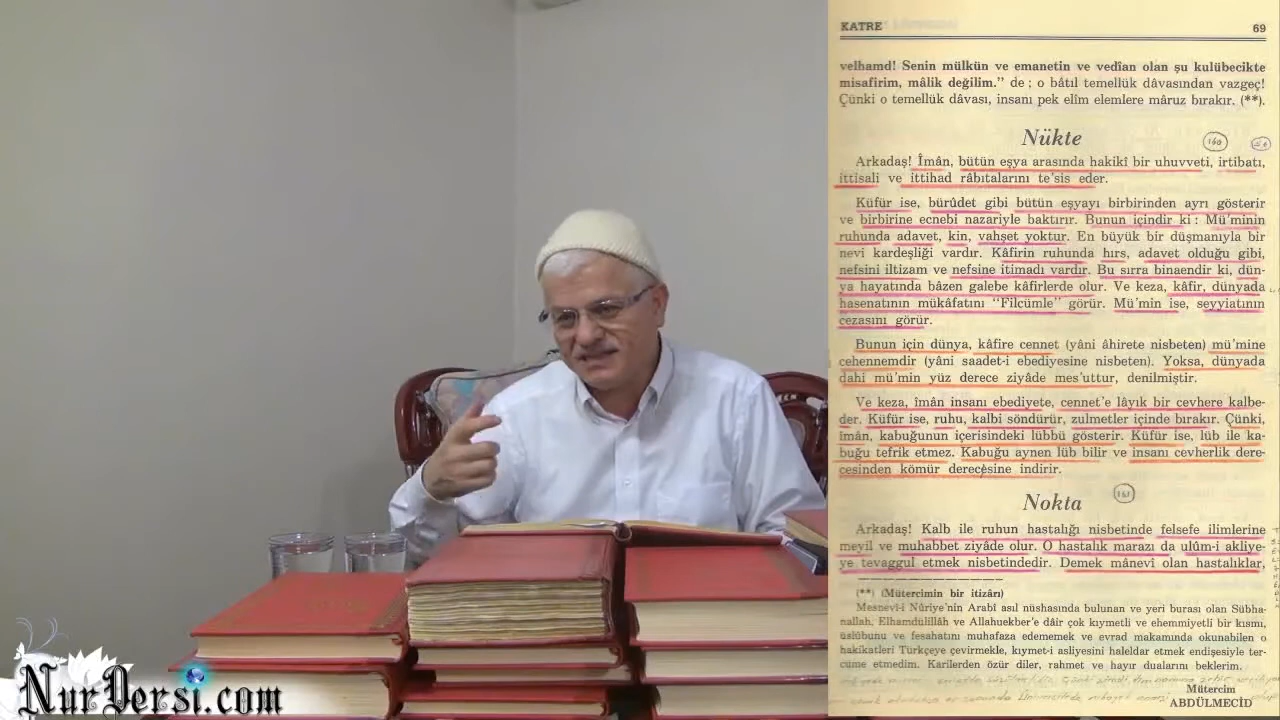 KATRE
69
velhamd! Senin mülkün ve emanetin ve vedîan olan şu kulübecikte
misafirim, mâlik değilim.” de ; o bâtıl temellük dâvasından vazgeç!
Çünki o temellük dâvası, insanı pek elîm elemlere mâruz bırakır. (**).
Nükte
140
Arkadaş! Îmân, bütün eşya arasında hakikî bir uhuvveti, irtibatı,
ittisali ve ittihad râbıtalarını te'sis eder.
Küfür ise, bürûdet gibi bütün eşyayı birbirinden ayrı gösterir
ve birbirine ecnebi nazariyle baktırır. Bunun içindir ki : Mü'minin
ruhunda adavet, kin, vahşet yoktur. En büyük bir düşmanıyla bir
nevi kardeşliği vardır. Kâfirin ruhunda hırs, adavet olduğu gibi,
nefsini iltizam ve nefsine itimadı vardır. Bu sırra binaendir ki, dün-
ya hayatında bâzen galebe kâfirlerde olur. Ve keza, kâfir, dünyada
hasenatının mükâfatını ''Filcümle'' görür. Mü'min ise, seyyiatının
cezasını görür.
Bunun için dünya, kâfire cennet (yâni âhirete nisbeten) mü'mine
cehennemdir (yâni saadet-i ebediyesine nisbeten). Yoksa, dünyada
dahi mü'min yüz derece ziyâde mes'uttur, denilmiştir.
Ve keza, îmân insanı ebediyete, cennet'e lâyık bir cevhere kalbe-
der. Küfür ise, ruhu, kalbi söndürür, zulmetler içinde bırakır. Çünki,
îmân, kabuğunun içerisindeki lübbü gösterir. Küfür ise, lüb ile ka-
buğu tefrik etmez. Kabuğu aynen lüb bilir ve insanı cevherlik dere-
cesinden kömür derecesine indirir.
Nokta
141
Arkadaş! Kalb ile ruhun hastalığı nisbetinde felsefe ilimlerine
meyil ve muhabbet ziyâde olur. O hastalık marazı da ulûm-i akliye-
ye tevaggul etmek nisbetindedir. Demek mânevî olan hastalıklar,
(**) (Mütercimin bir itizârı)
Mesnevî-i Nûriye'nin Arabî asıl nüshasında bulunan ve yeri burası olan Sübha-
nallah, Elhamdülillâh ve Allahuekber'e dâir çok kıymetli ve ehemmiyetli bir kısmı,
üslûbunu ve fesahatını muhafaza edememek ve evrad makamında okunabilen o
hakikatleri Türkçeye çevirmekle, kıymet-i asliyesini haleldar etmek endişesiyle ter-
cüme etmedim. Karilerden özür diler, rahmet ve hayır dualarını beklerim.
Mütercim
ABDÜLMECİD
NurDersi.com